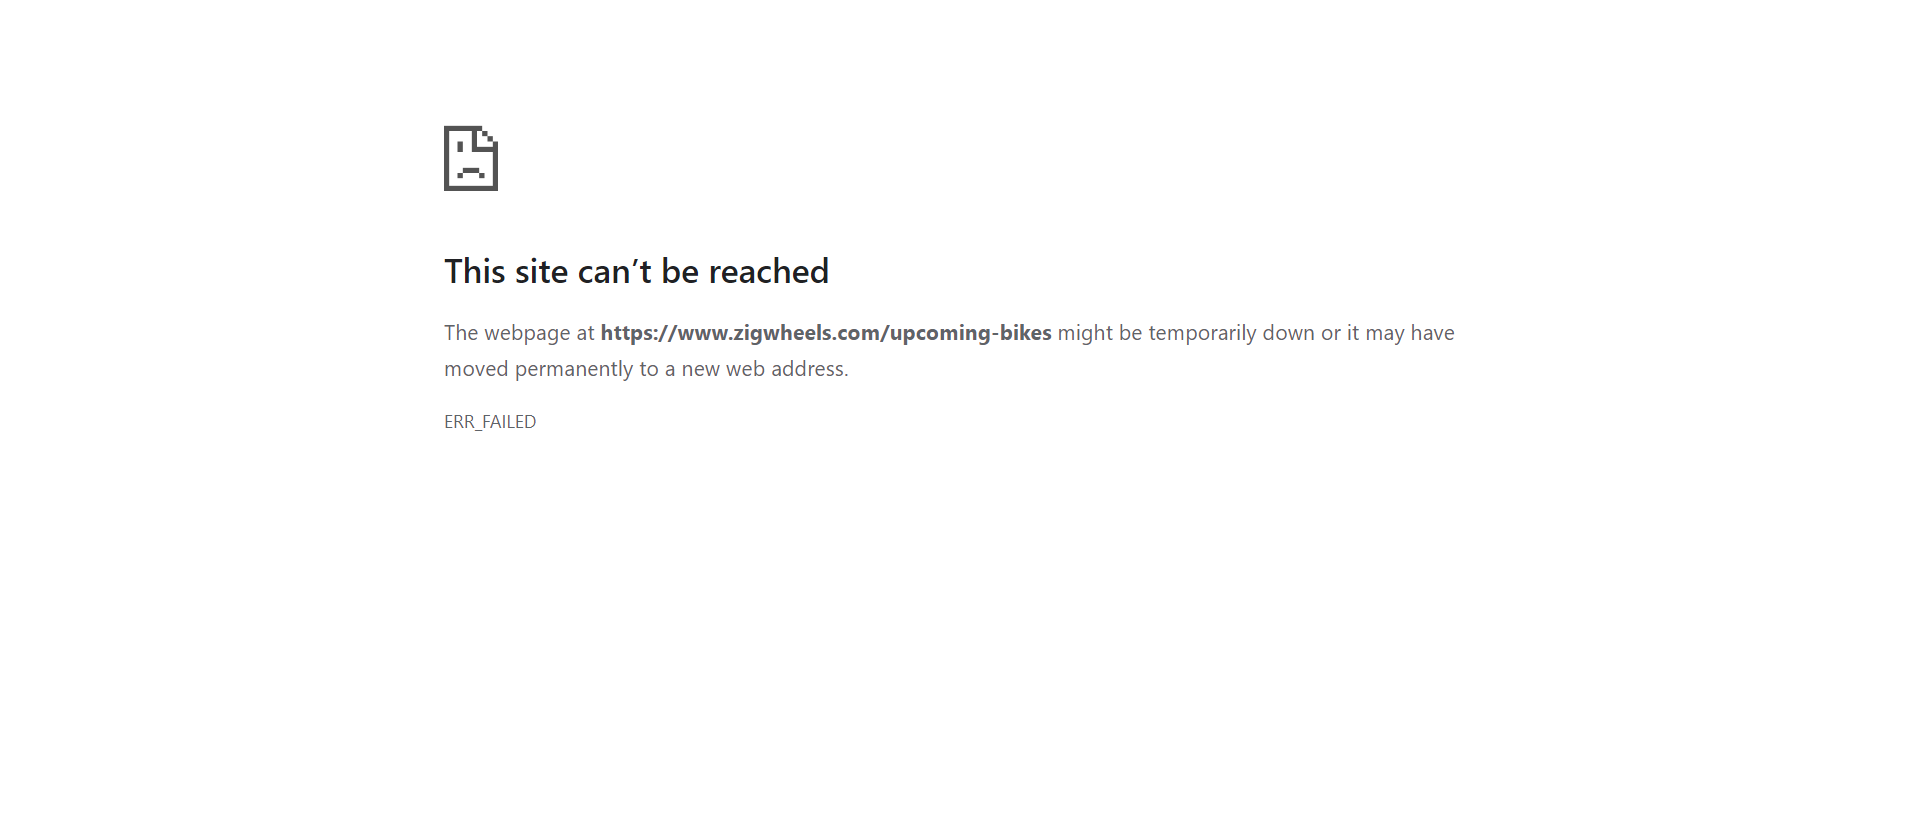 This site can’t be reached
The webpage at https://www.zigwheels.com/upcoming-bikes might be temporarily down or it may have
moved permanently to a new web address.
ERR_FAILED